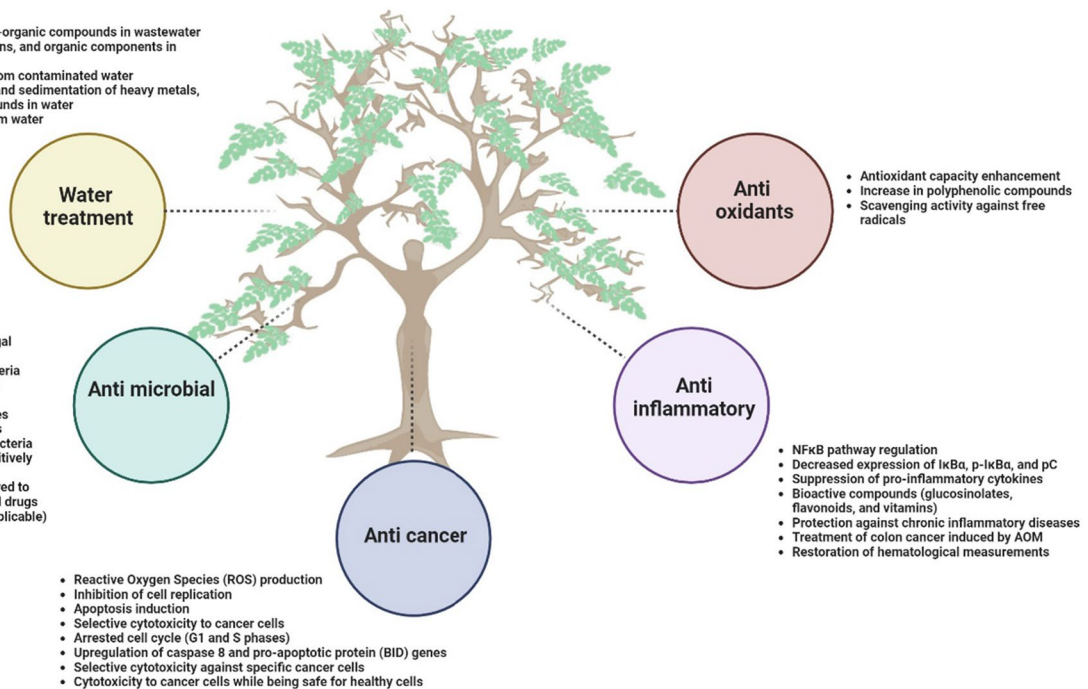 -organic compounds in wastewater
ns, and organic components in
om contaminated water
and sedimentation of heavy metals,
unds in water
m water
Water
treatment
Anti
oxidants
• Antioxidant capacity enhancement
• Increase in polyphenolic compounds
• Scavenging activity against free
radicals
gal
eria
es
s
cteria
itively
red to
l drugs
plicable)
Anti microbial
Anti
inflammatory
• NFκB pathway regulation
• Decreased expression of IκBα, p-IκBα, and pC
• Suppression of pro-inflammatory cytokines
• Bioactive compounds (glucosinolates,
flavonoids, and vitamins)
• Protection against chronic inflammatory diseases
• Treatment of colon cancer induced by AOM
• Restoration of hematological measurements
Anti cancer
• Reactive Oxygen Species (ROS) production
• Inhibition of cell replication
• Apoptosis induction
• Selective cytotoxicity to cancer cells
• Arrested cell cycle (G1 and S phases)
• Upregulation of caspase 8 and pro-apoptotic protein (BID) genes
• Selective cytotoxicity against specific cancer cells
• Cytotoxicity to cancer cells while being safe for healthy cells